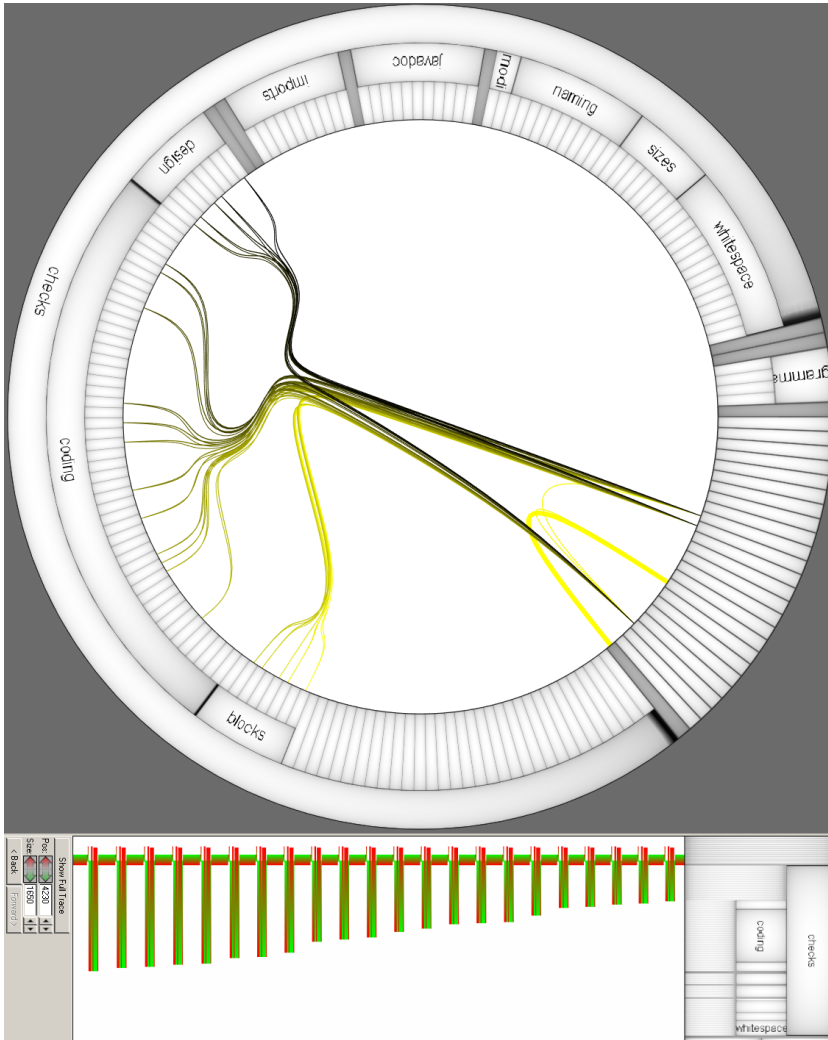 javadoc
imports
modi
naming
sizes
design
whitespace
checks
gramma
coding
blocks
Show Full Trace
Pos: 4230
Size: 1650
< Back Forward >
coding
checks
whitespace